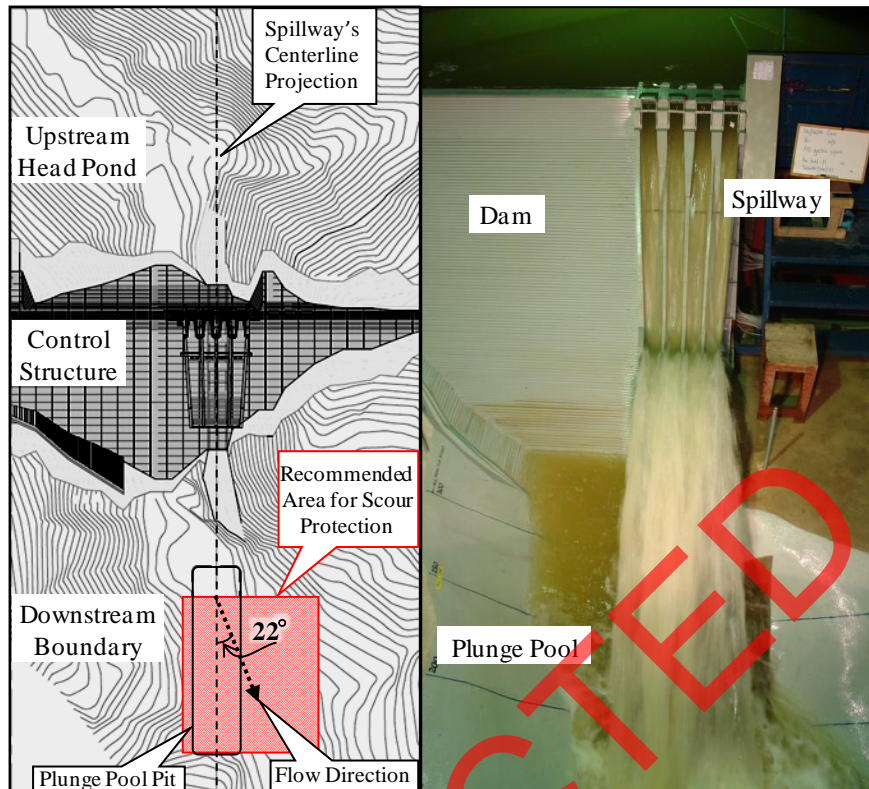 Spillway's
Centerline
Projection
Upstream
Head Pond
Control
Structure
Recommended
Area for Scour
Protection
Downstream
Boundary
22°
Plunge Pool Pit
Flow Direction
Dam
Spillway
Plunge Pool
CTED